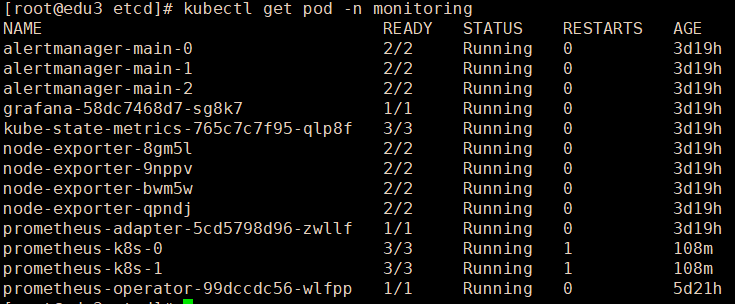 [root@edu3 etcd]# kubectl get pod -n monitoring
NAME READY STATUS RESTARTS AGE
alertmanager-main-0 2/2 Running 0 3d19h
alertmanager-main-1 2/2 Running 0 3d19h
alertmanager-main-2 2/2 Running 0 3d19h
grafana-58dc7468d7-sg8k7 1/1 Running 0 3d19h
kube-state-metrics-765c7c7f95-qlp8f 3/3 Running 0 3d19h
node-exporter-8gm5l 2/2 Running 0 3d19h
node-exporter-9nppv 2/2 Running 0 3d19h
node-exporter-bwm5w 2/2 Running 0 3d19h
node-exporter-qpndj 2/2 Running 0 3d19h
prometheus-adapter-5cd5798d96-zwllf 1/1 Running 0 3d19h
prometheus-k8s-0 3/3 Running 1 108m
prometheus-k8s-1 3/3 Running 1 108m
prometheus-operator-99dccdc56-wlfpp 1/1 Running 0 5d21h
[root@edu3 etcd]#